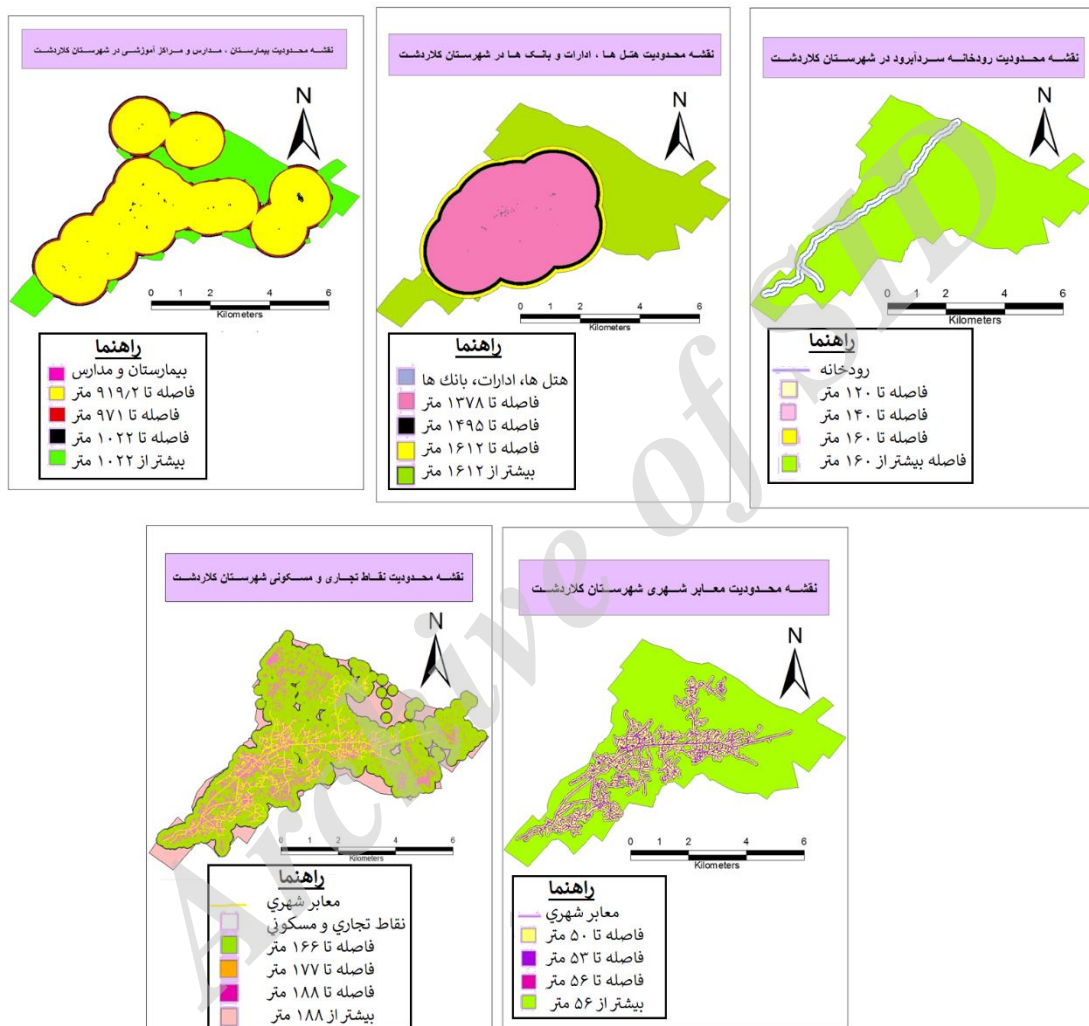 نقشه محدودیت بیمارستان ، مدارس و مراکز آموزشی در شهرستان کلاردشت
N
0 1 2 4 6
Kilometers
راهنما
بیمارستان و مدارس
فاصله تا ۹۱۹/۲ متر
فاصله تا ۹۷۱ متر
فاصله تا ۱۰۲۲ متر
بیشتر از ۱۰۲۲ متر
نقشه محدودیت هتل ها ، ادارات و بانک ها در شهرستان کلاردشت
N
0 1 2 4 6
Kilometers
راهنما
هتل ها، ادارات، بانك ها
فاصله تا ۱۳۷۸ متر
فاصله تا ۱۴۹۵ متر
فاصله تا ۱۶۱۲ متر
بیشتر از ۱۶۱۲ متر
نقشه محدودیت رودخانه سردآبرود در شهرستان کلاردشت
N
0 1 2 4 6
Kilometers
راهنما
رودخانه
فاصله تا ۱۲۰ متر
فاصله تا ۱۴۰ متر
فاصله تا ۱۶۰ متر
فاصله بیشتر از ۱۶۰ متر
نقشه محدودیت نقاط تجاری و مسکونی شهرستان کلاردشت
N
0 1 2 4 6
Kilometers
راهنما
معابر شهري
نقاط تجاري و مسكوني
فاصله تا ۱۶۶ متر
فاصله تا ۱۷۷ متر
فاصله تا ۱۸۸ متر
بیشتر از ۱۸۸ متر
نقشه محدودیت معابر شهری شهرستان کلاردشت
N
0 1 2 4 6
Kilometers
راهنما
معابر شهري
فاصله تا ۵۰ متر
فاصله تا ۵۳ متر
فاصله تا ۵۶ متر
بیشتر از ۵۶ متر
Archive of SID